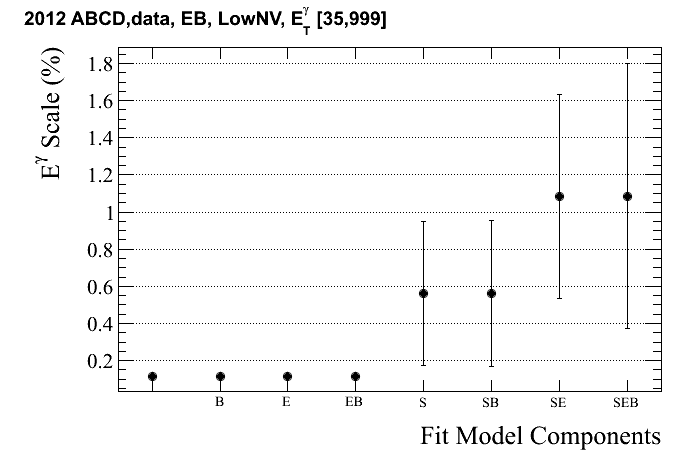 2012 ABCD,data, EB, LowNV, E_T^γ [35,999]
E^γ Scale (%)
1.8
1.6
1.4
1.2
1
0.8
0.6
0.4
0.2
B E EB S SB SE SEB
Fit Model Components